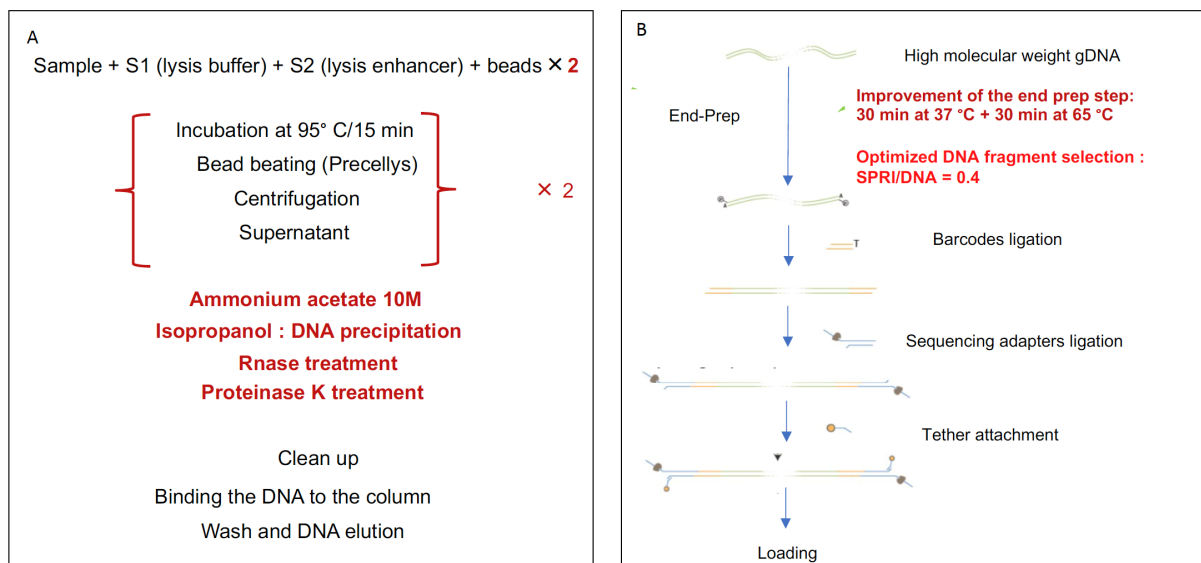 A
Sample + S1 (lysis buffer) + S2 (lysis enhancer) + beads × 2
Incubation at 95° C/15 min
Bead beating (Precellys)
Centrifugation
Supernatant
× 2
Ammonium acetate 10M
Isopropanol : DNA precipitation
Rnase treatment
Proteinase K treatment
Clean up
Binding the DNA to the column
Wash and DNA elution
B
High molecular weight gDNA
End-Prep
Improvement of the end prep step:
30 min at 37 °C + 30 min at 65 °C
Optimized DNA fragment selection :
SPRI/DNA = 0.4
T
Barcodes ligation
Sequencing adapters ligation
Tether attachment
Loading